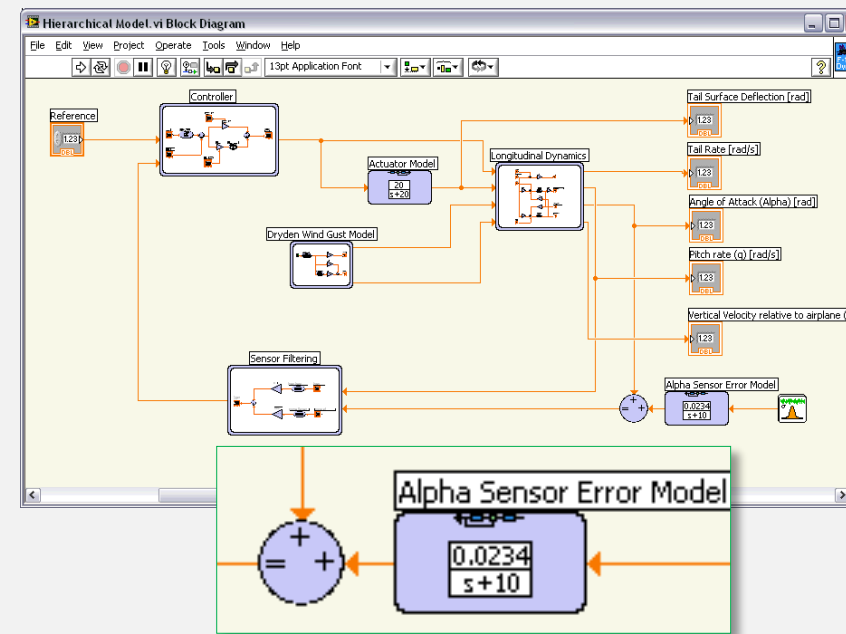 Hierarchical Model.vi Block Diagram
File Edit View Project Operate Tools Window Help
13pt Application Font
?
Reference
1.23
DBL
Controller
Actuator Model
20
s+20
Longitudinal Dynamics
Dryden Wind Gust Model
Tail Surface Deflection [rad]
1.23
DBL
Tail Rate [rad/s]
1.23
DBL
Angle of Attack (Alpha) [rad]
1.23
DBL
Pitch rate (q) [rad/s]
1.23
DBL
Vertical Velocity relative to airplane (
1.23
DBL
Sensor Filtering
Alpha Sensor Error Model
0.0234
s+10
= + +
Alpha Sensor Error Model
0.0234
s+10
= + +